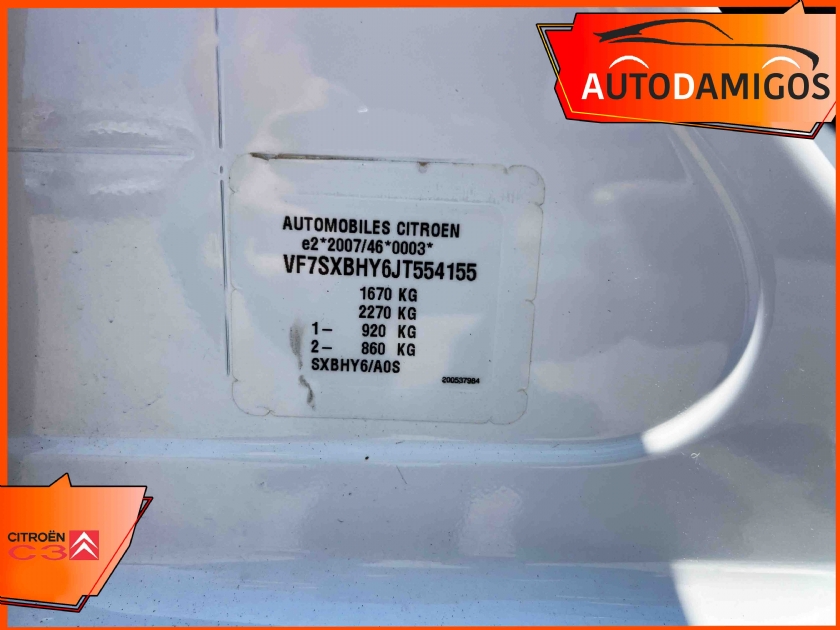 AUTODAMIGOS
AUTOMOBILES CITROEN
e2*2007/46*0003*
VF7SXBHY6JT554155
1670 KG
2270 KG
1- 920 KG
2- 860 KG
SXBHY6/A0S
200537984
CITROËN
C3